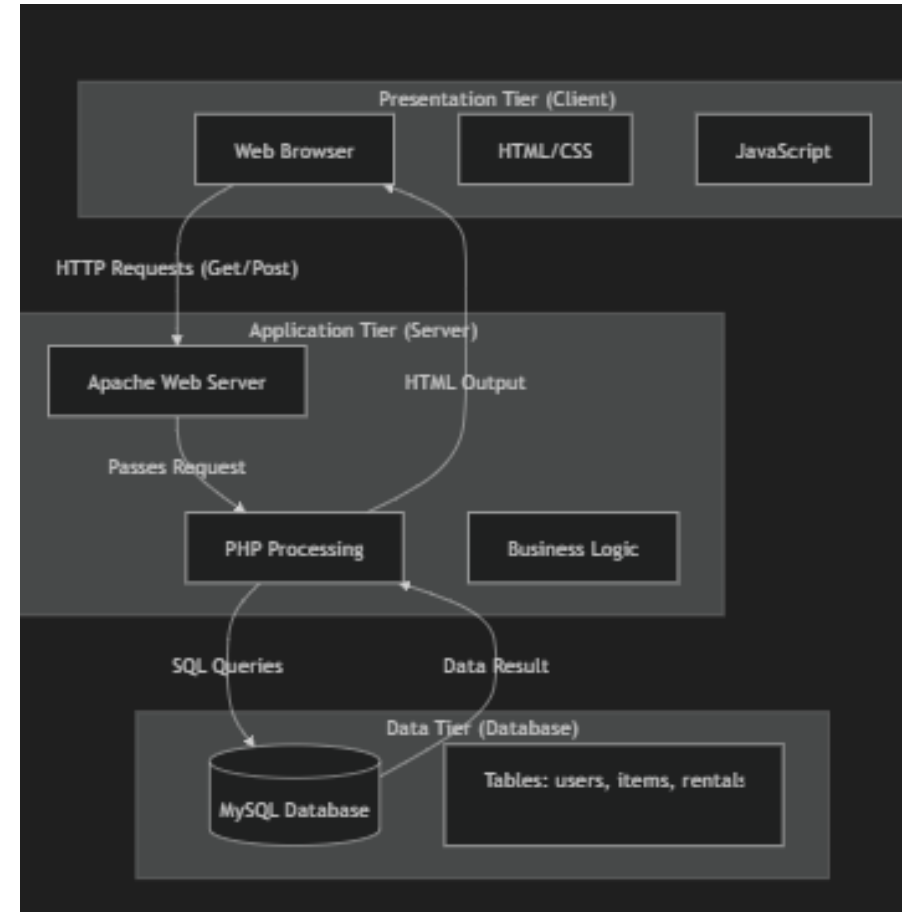 Presentation Tier (Client)
Web Browser
HTML/CSS
JavaScript
HTTP Requests (Get/Post)
Application Tier (Server)
Apache Web Server
HTML Output
Passes Request
PHP Processing
Business Logic
SQL Queries
Data Result
Data Tier (Database)
Tables: users, items, rentals
MySQL Database